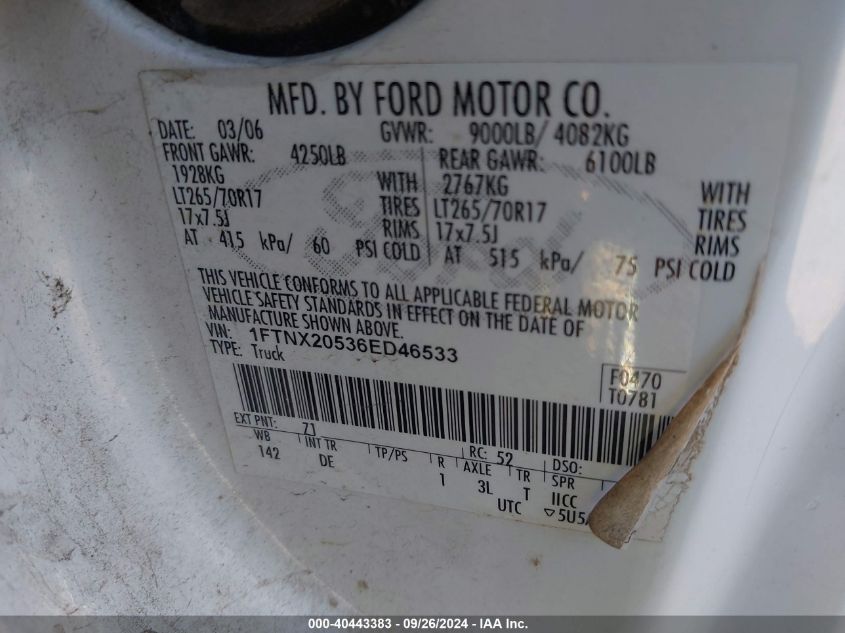 MFD. BY FORD MOTOR CO.
DATE: 03/06 GVWR: 9000LB/ 4082KG
FRONT GAWR: 4250LB REAR GAWR: 6100LB
1928KG WITH 2767KG WITH
LT265/70R17 TIRES LT265/70R17 TIRES
17x7.5J RIMS 17x7.5J RIMS
AT 415 kPa/ 60 PSI COLD AT 515 kPa/ 75 PSI COLD
THIS VEHICLE CONFORMS TO ALL APPLICABLE FEDERAL MOTOR
VEHICLE SAFETY STANDARDS IN EFFECT ON THE DATE OF
MANUFACTURE SHOWN ABOVE.
VIN: 1FTNX20536ED46533
TYPE: Truck
F0470
T0781
EXT PNT: 71 RC: 52 DSO:
WB INT TR TP/PS R AXLE TR SPR
142 DE 1 3L T IICC
UTC ▽5U5
000-40443383 - 09/26/2024 - IAA Inc.